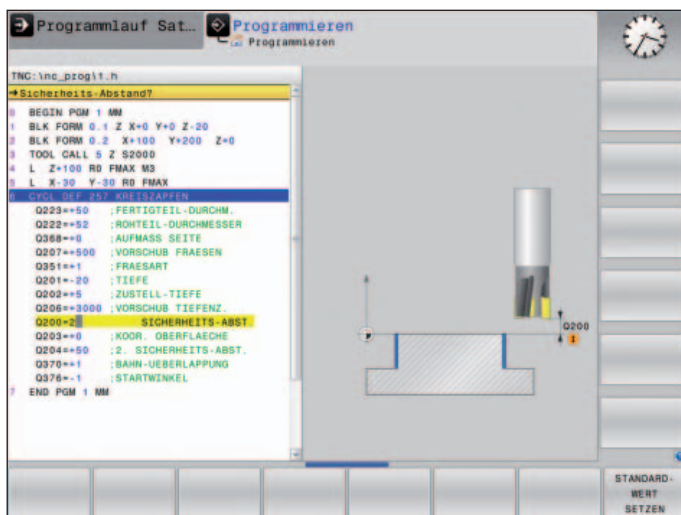 Programmlauf Sat...
Programmieren
Programmieren
TNC:\nc_prog\1.h
→Sicherheits-Abstand?
0 BEGIN PGM 1 MM
1 BLK FORM 0.1 Z X+0 Y+0 Z-20
2 BLK FORM 0.2 X+100 Y+200 Z+0
3 TOOL CALL 5 Z S2000
4 L Z+100 R0 FMAX M3
5 L X-30 Y-30 R0 FMAX
6 CYCL DEF 257 KREISZAPFEN
Q223=+50 ;FERTIGTEIL-DURCHM.
Q222=+52 ;ROHTEIL-DURCHMESSER
Q368=+0 ;AUFMASS SEITE
Q207=+500 ;VORSCHUB FRAESEN
Q351=+1 ;FRAESART
Q201=-20 ;TIEFE
Q202=+5 ;ZUSTELL-TIEFE
Q206=+3000 ;VORSCHUB TIEFENZ.
Q200=2 SICHERHEITS-ABST
Q203=+0 ;KOOR. OBERFLAECHE
Q204=+50 ;2. SICHERHEITS-ABST.
Q370=+1 ;BAHN-UEBERLAPPUNG
Q376=-1 ;STARTWINKEL
7 END PGM 1 MM
Q200
STANDARD-
WERT
SETZEN